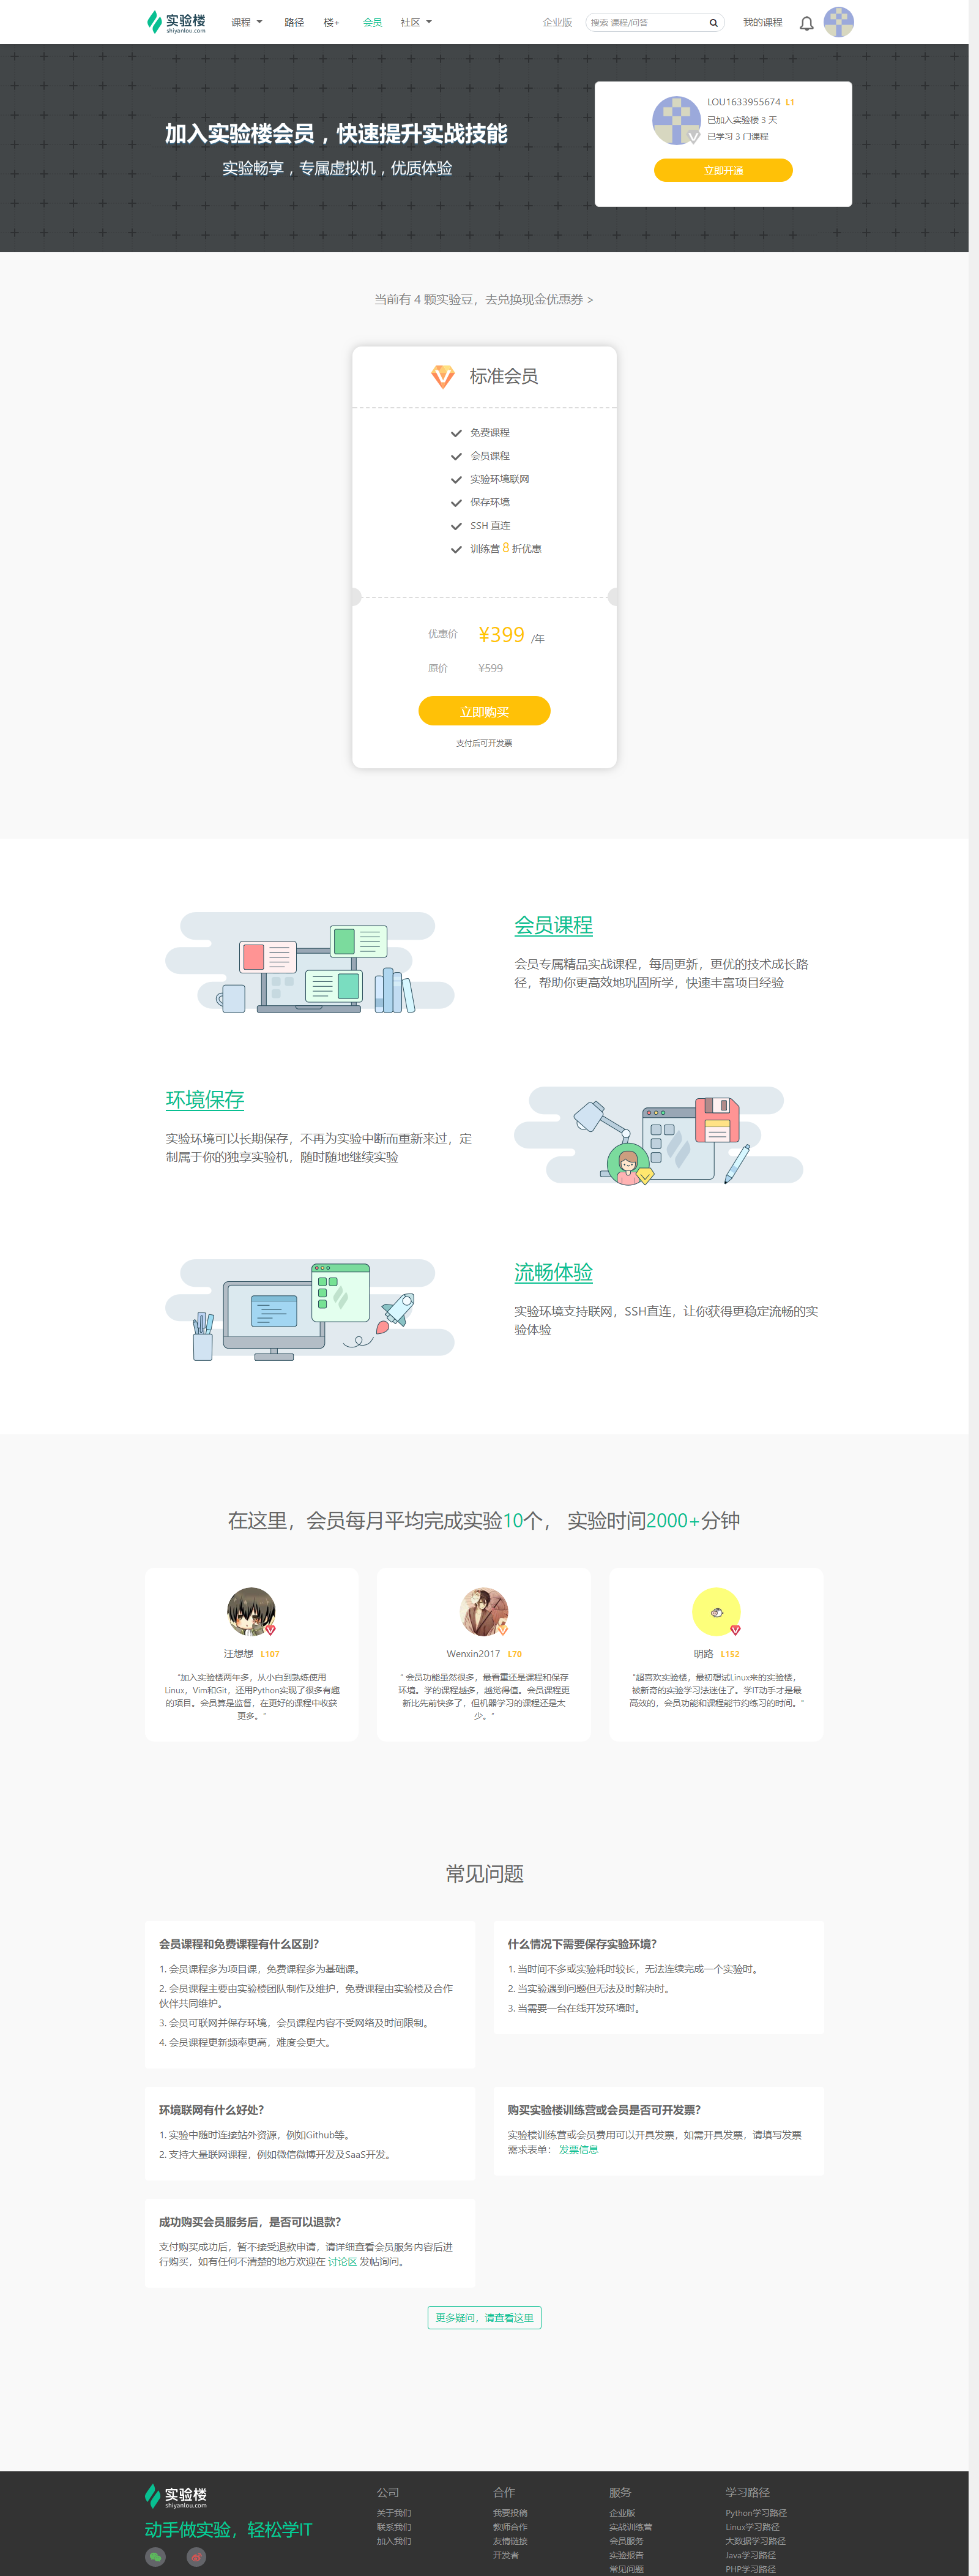 实验楼
shiyanlou.com
课程 路径 楼+ 会员 社区 企业版 搜索 课程/问答 我的课程
加入实验楼会员，快速提升实战技能
实验畅享，专属虚拟机，优质体验
LOU1633955674 L1
已加入实验楼 3 天
已学习 3 门课程
立即开通
当前有 4 颗实验豆，去兑换现金优惠券 >
标准会员
免费课程
会员课程
实验环境联网
保存环境
SSH 直连
训练营 8 折优惠
优惠价 ¥399 /年
原价 ¥599
立即购买
支付后可开发票
会员课程
会员专属精品实战课程，每周更新，更优的技术成长路
径，帮助你更高效地巩固所学，快速丰富项目经验
环境保存
实验环境可以长期保存，不再为实验中断而重新来过，定
制属于你的独享实验机，随时随地继续实验
流畅体验
实验环境支持联网，SSH直连，让你获得更稳定流畅的实
验体验
在这里，会员每月平均完成实验10个， 实验时间2000+分钟
汪想想 L107
"加入实验楼两年多，从小白到熟练使用
Linux，Vim和Git，还用Python实现了很多有趣
的项目。会员算是监督，在更好的课程中收获
更多。"
Wenxin2017 L70
" 会员功能虽然很多，最看重还是课程和保存
环境。学的课程越多，越觉得值。会员课程更
新比先前快多了，但机器学习的课程还是太
少。"
明路 L152
"超喜欢实验楼，最初想试Linux来的实验楼，
被新奇的实验学习法迷住了。学IT动手才是最
高效的，会员功能和课程能节约练习的时间。"
常见问题
会员课程和免费课程有什么区别？
1. 会员课程多为项目课，免费课程多为基础课。
2. 会员课程主要由实验楼团队制作及维护，免费课程由实验楼及合作
伙伴共同维护。
3. 会员可联网并保存环境，会员课程内容不受网络及时间限制。
4. 会员课程更新频率更高，难度会更大。
什么情况下需要保存实验环境？
1. 当时间不多或实验耗时较长，无法连续完成一个实验时。
2. 当实验遇到问题但无法及时解决时。
3. 当需要一台在线开发环境时。
环境联网有什么好处？
1. 实验中随时连接站外资源，例如Github等。
2. 支持大量联网课程，例如微信微博开发及SaaS开发。
购买实验楼训练营或会员是否可开发票？
实验楼训练营或会员费用可以开具发票，如需开具发票，请填写发票
需求表单： 发票信息
成功购买会员服务后，是否可以退款？
支付购买成功后，暂不接受退款申请，请详细查看会员服务内容后进
行购买，如有任何不清楚的地方欢迎在 讨论区 发帖询问。
更多疑问，请查看这里
实验楼
shiyanlou.com
动手做实验，轻松学IT
公司
关于我们
联系我们
加入我们
合作
我要投稿
教师合作
友情链接
开发者
服务
企业版
实战训练营
会员服务
实验报告
常见问题
学习路径
Python学习路径
Linux学习路径
大数据学习路径
Java学习路径
PHP学习路径